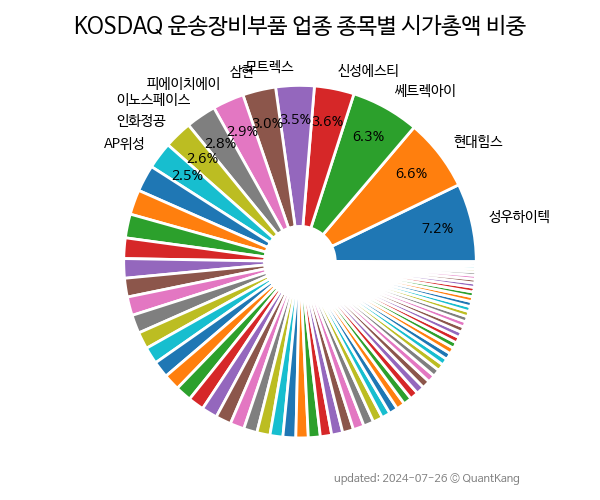 KOSDAQ 운송장비부품 업종 종목별 시가총액 비중
모트렉스
삼현
신성에스티
피에이치에이
쎄트렉아이
이노스페이스
인화정공
현대힘스
AP위성
3.5%
3.6%
3.0%
2.9%
6.3%
2.8%
2.6%
6.6%
2.5%
성우하이텍
7.2%
updated: 2024-07-26 © QuantKang